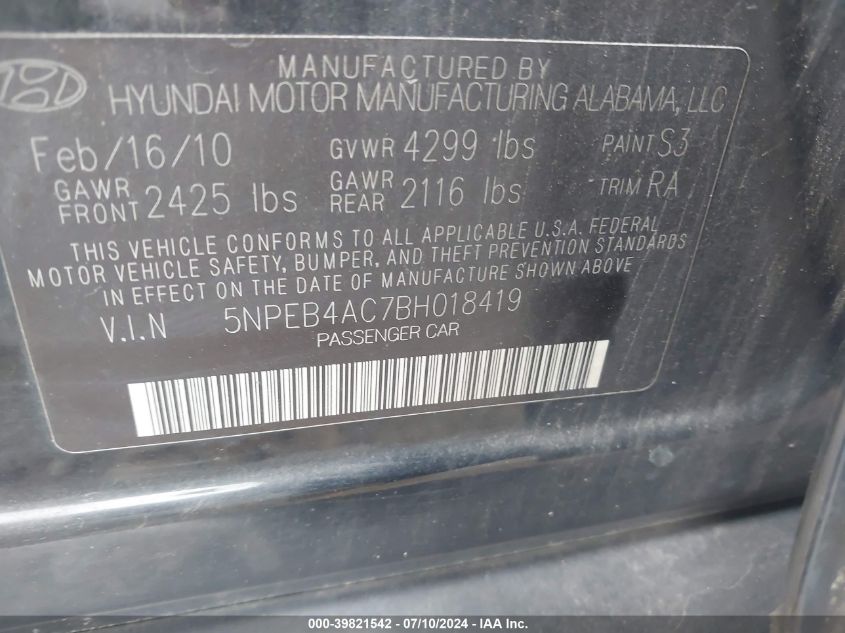 MANUFACTURED BY
HYUNDAI MOTOR MANUFACTURING ALABAMA, LLC
Feb/16/10 GVWR 4299 lbs PAINT S3
GAWR FRONT 2425 lbs GAWR REAR 2116 lbs TRIM RA
THIS VEHICLE CONFORMS TO ALL APPLICABLE U.S.A. FEDERAL
MOTOR VEHICLE SAFETY, BUMPER, AND THEFT PREVENTION STANDARDS
IN EFFECT ON THE DATE OF MANUFACTURE SHOWN ABOVE
V.I.N 5NPEB4AC7BH018419
PASSENGER CAR
000-39821542 - 07/10/2024 - IAA Inc.